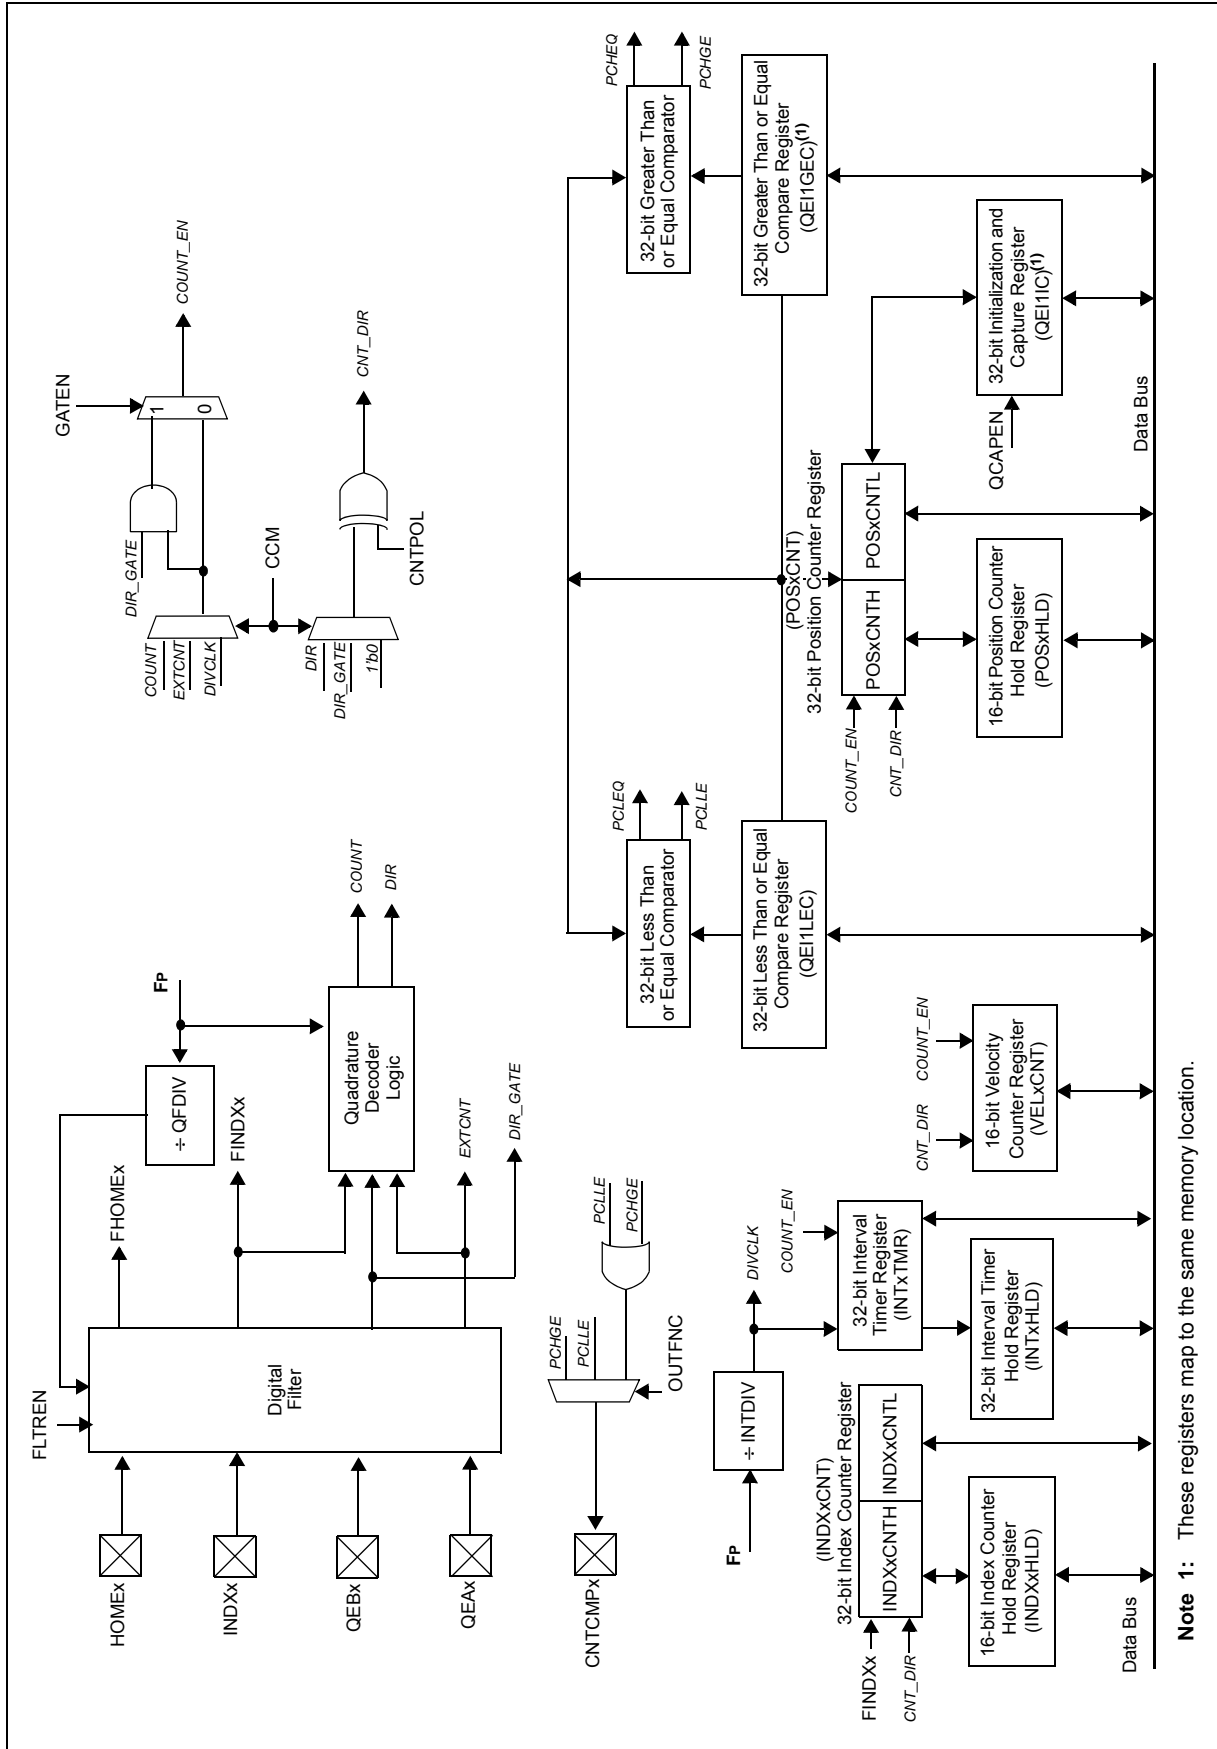 FLTREN
HOMEx
INDXx
QEBx
QEAx
Digital
Filter
FHOMEx
FINDXx
÷ QFDIV
FP
Quadrature
Decoder
Logic
COUNT
DIR
EXTCNT
DIR_GATE
COUNT
EXTCNT
DIVCLK
DIR_GATE
GATEN
1
0
COUNT_EN
CCM
DIR
DIR_GATE
1'b0
CNTPOL
CNT_DIR
CNTCMPx
PCHGE
PCLLE
OUTFNC
PCLLE
PCHGE
32-bit Less Than
or Equal Comparator
PCLEQ
PCLLE
32-bit Greater Than
or Equal Comparator
PCHEQ
PCHGE
FP
÷ INTDIV
DIVCLK
COUNT_EN
32-bit Less Than or Equal
Compare Register
(QEI1LEC)
32-bit Greater Than or Equal
Compare Register
(QEI1GEC)(1)
(INDXxCNT)
32-bit Index Counter Register
INDXxCNTH
INDXxCNTL
FINDXx
CNT_DIR
32-bit Interval
Timer Register
(INTxTMR)
CNT_DIR
COUNT_EN
16-bit Velocity
Counter Register
(VELxCNT)
(POSxCNT)
32-bit Position Counter Register
COUNT_EN
CNT_DIR
POSxCNTH
POSxCNTL
QCAPEN
32-bit Initialization and
Capture Register
(QEI1IC)(1)
16-bit Index Counter
Hold Register
(INDXxHLD)
32-bit Interval Timer
Hold Register
(INTxHLD)
16-bit Position Counter
Hold Register
(POSxHLD)
Data Bus
Data Bus
Note 1: These registers map to the same memory location.